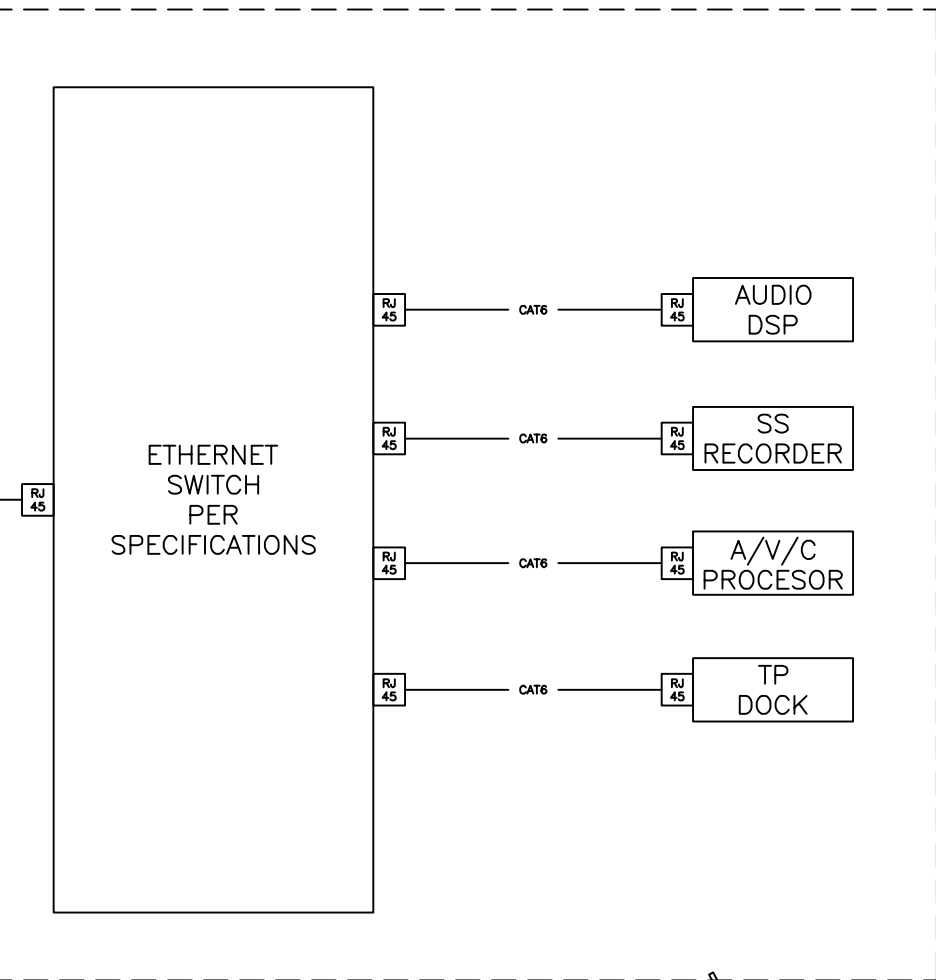 RJ
45
CAT6
RJ
45
AUDIO
DSP
RJ
45
CAT6
RJ
45
SS
RECORDER
ETHERNET
SWITCH
PER
SPECIFICATIONS
RJ
45
RJ
45
CAT6
RJ
45
A/V/C
PROCESOR
RJ
45
CAT6
RJ
45
TP
DOCK